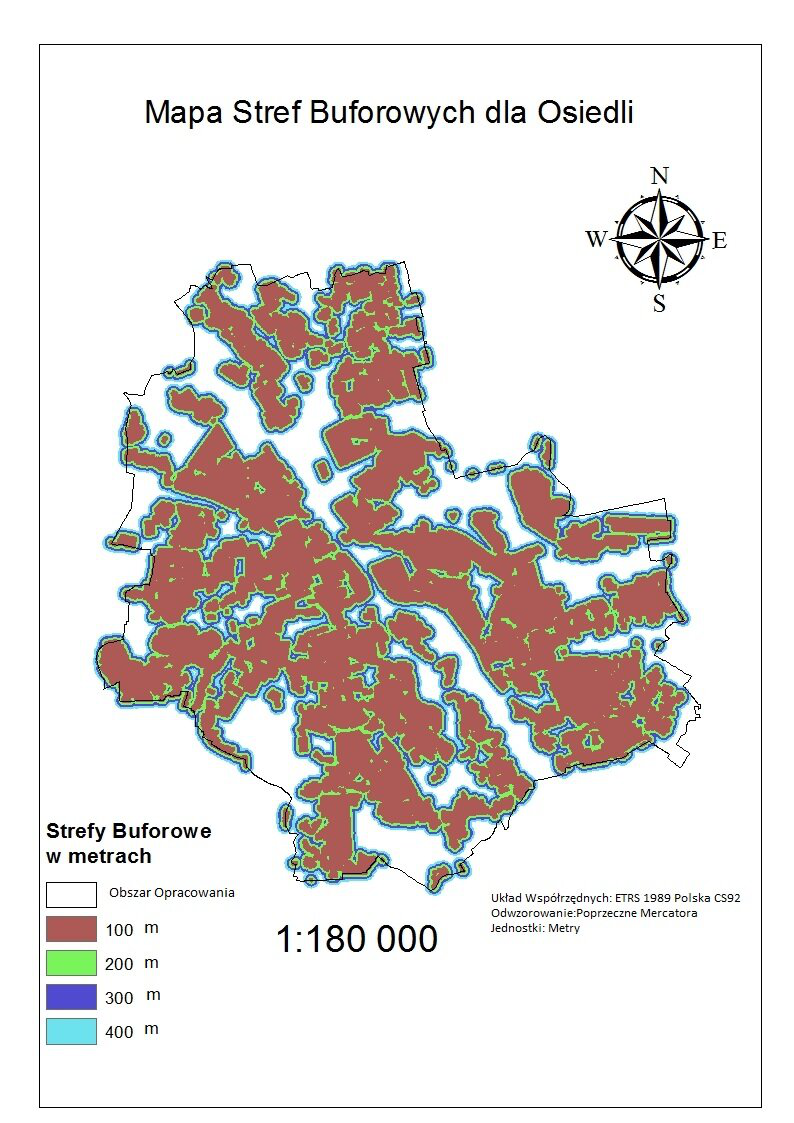 Mapa Stref Buforowych dla Osiedli
N
W E
S
Strefy Buforowe
w metrach
Obszar Opracowania
100 m
200 m
300 m
400 m
1:180 000
Układ Współrzędnych: ETRS 1989 Polska CS92
Odwzorowanie:Poprzeczne Mercatora
Jednostki: Metry